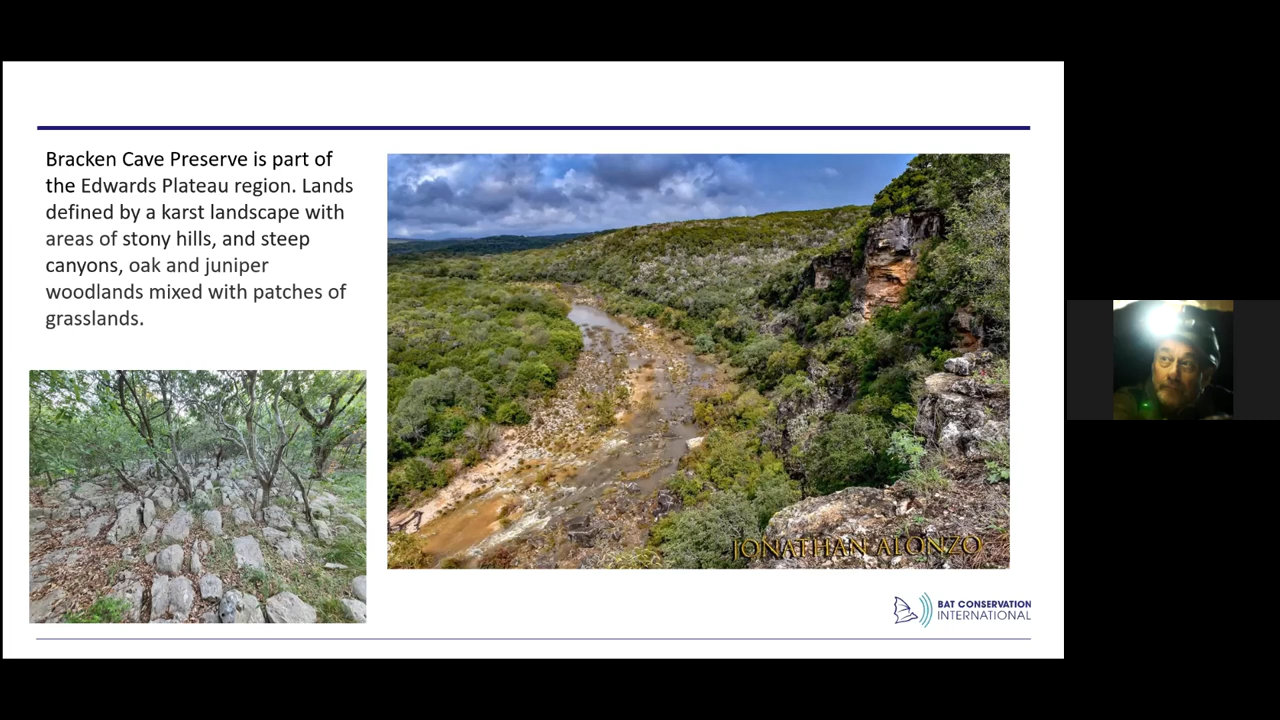 Bracken Cave Preserve is part of
the Edwards Plateau region. Lands
defined by a karst landscape with
areas of stony hills, and steep
canyons, oak and juniper
woodlands mixed with patches of
grasslands.
JONATHAN ALONZO
BAT CONSERVATION
INTERNATIONAL